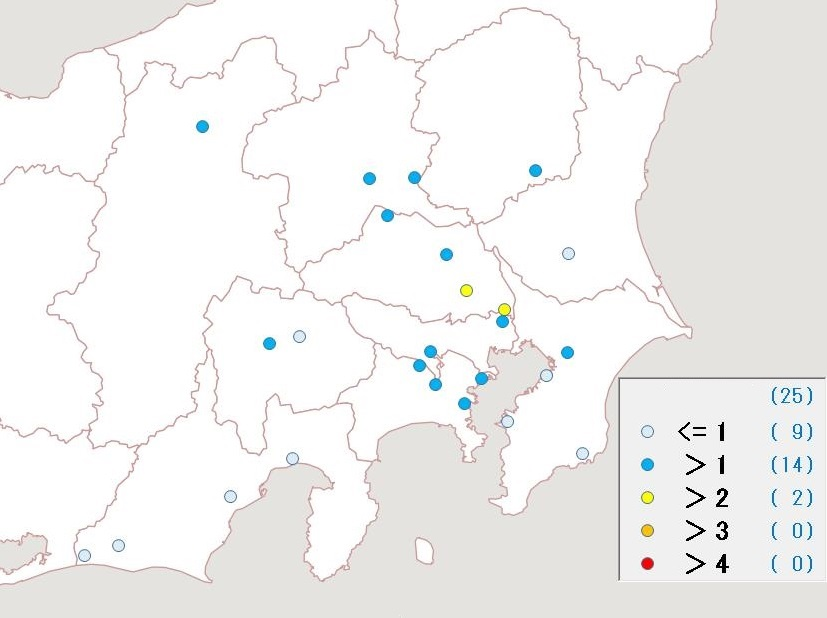 (25)
<= 1 ( 9)
> 1 (14)
> 2 ( 2)
> 3 ( 0)
> 4 ( 0)